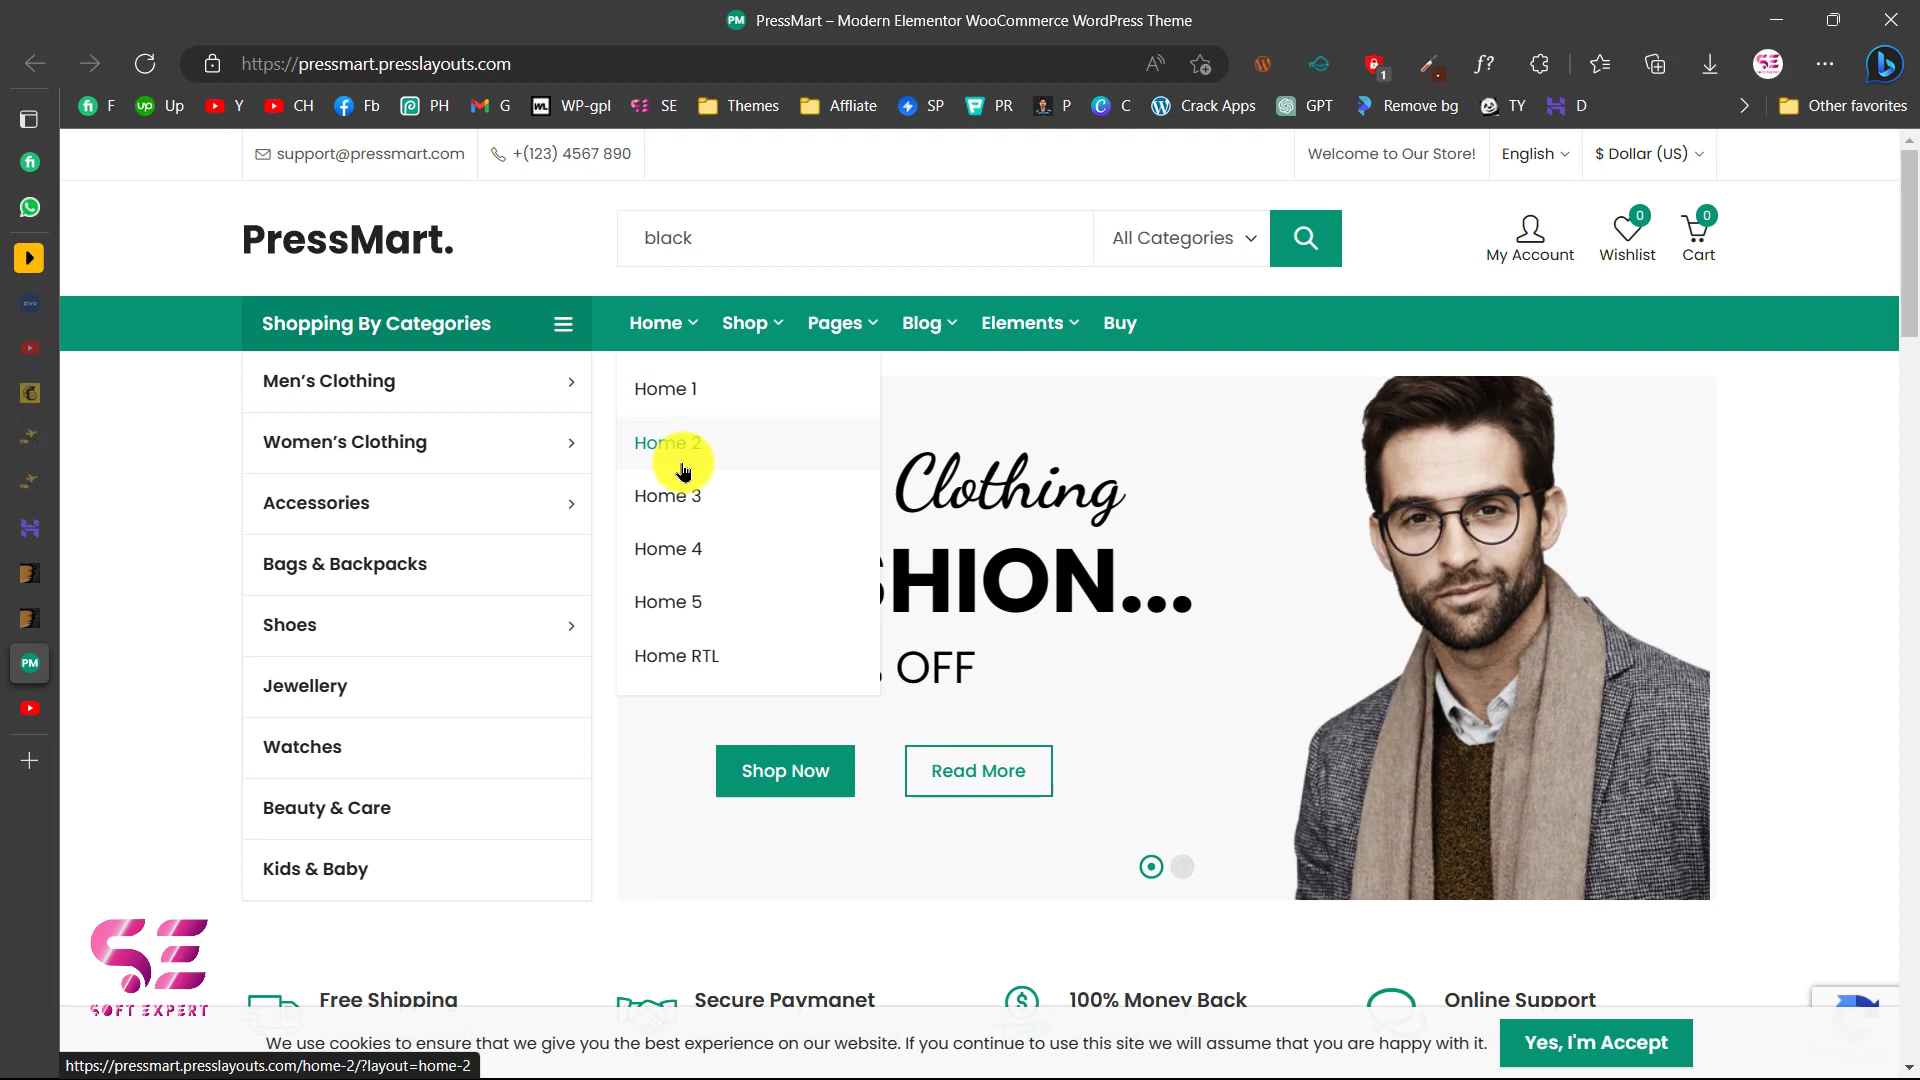 PM PressMart – Modern Elementor WooCommerce WordPress Theme
https://pressmart.presslayouts.com
1
F Up Y CH Fb PH G WP-gpl SE Themes Affliate SP PR P C Crack Apps GPT Remove bg TY D Other favorites
support@pressmart.com +(123) 4567 890 Welcome to Our Store! English $ Dollar (US)
PressMart. black All Categories
My Account
0 Wishlist
0 Cart
Shopping By Categories Home Shop Pages Blog Elements Buy
Men's Clothing
Women's Clothing
Accessories
Bags & Backpacks
Shoes
Jewellery
Watches
Beauty & Care
Kids & Baby
Home 1
Home 2
Home 3
Home 4
Home 5
Home RTL
Clothing
SHION...
OFF
Shop Now Read More
PM
SE
SOFT EXPERT
Free Shipping Secure Paymanet 100% Money Back Online Support
We use cookies to ensure that we give you the best experience on our website. If you continue to use this site we will assume that you are happy with it. Yes, I'm Accept
https://pressmart.presslayouts.com/home-2/?layout=home-2